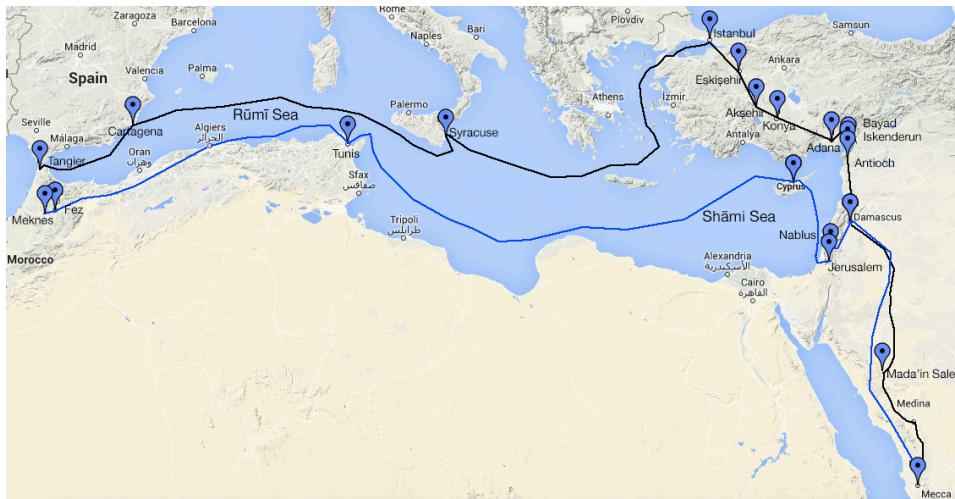 Zaragoza
Barcelona
Madrid
Spain
Valencia
Palma
Seville
Málaga
Cartagena
Tangier
Rūmī Sea
Rome
Naples
Bari
Palermo
Syracuse
Plovdiv
Istanbul
Samsun
Ankara
Eskişehir
Akşehir
Konya
Athens
İzmir
Antalya
Adana
Bayad
Iskenderun
Antioch
Oran
وهران
Algiers
الجزائر
Tunis
Sfax
صفاقس
Meknes
Fez
Morocco
Tripoli
طرابلس
Cyprus
Shāmi Sea
Damascus
Nablus
Jerusalem
Alexandria
الأسكندرية
Cairo
القاهرة
Mada'in Sale
Medina
Mecca